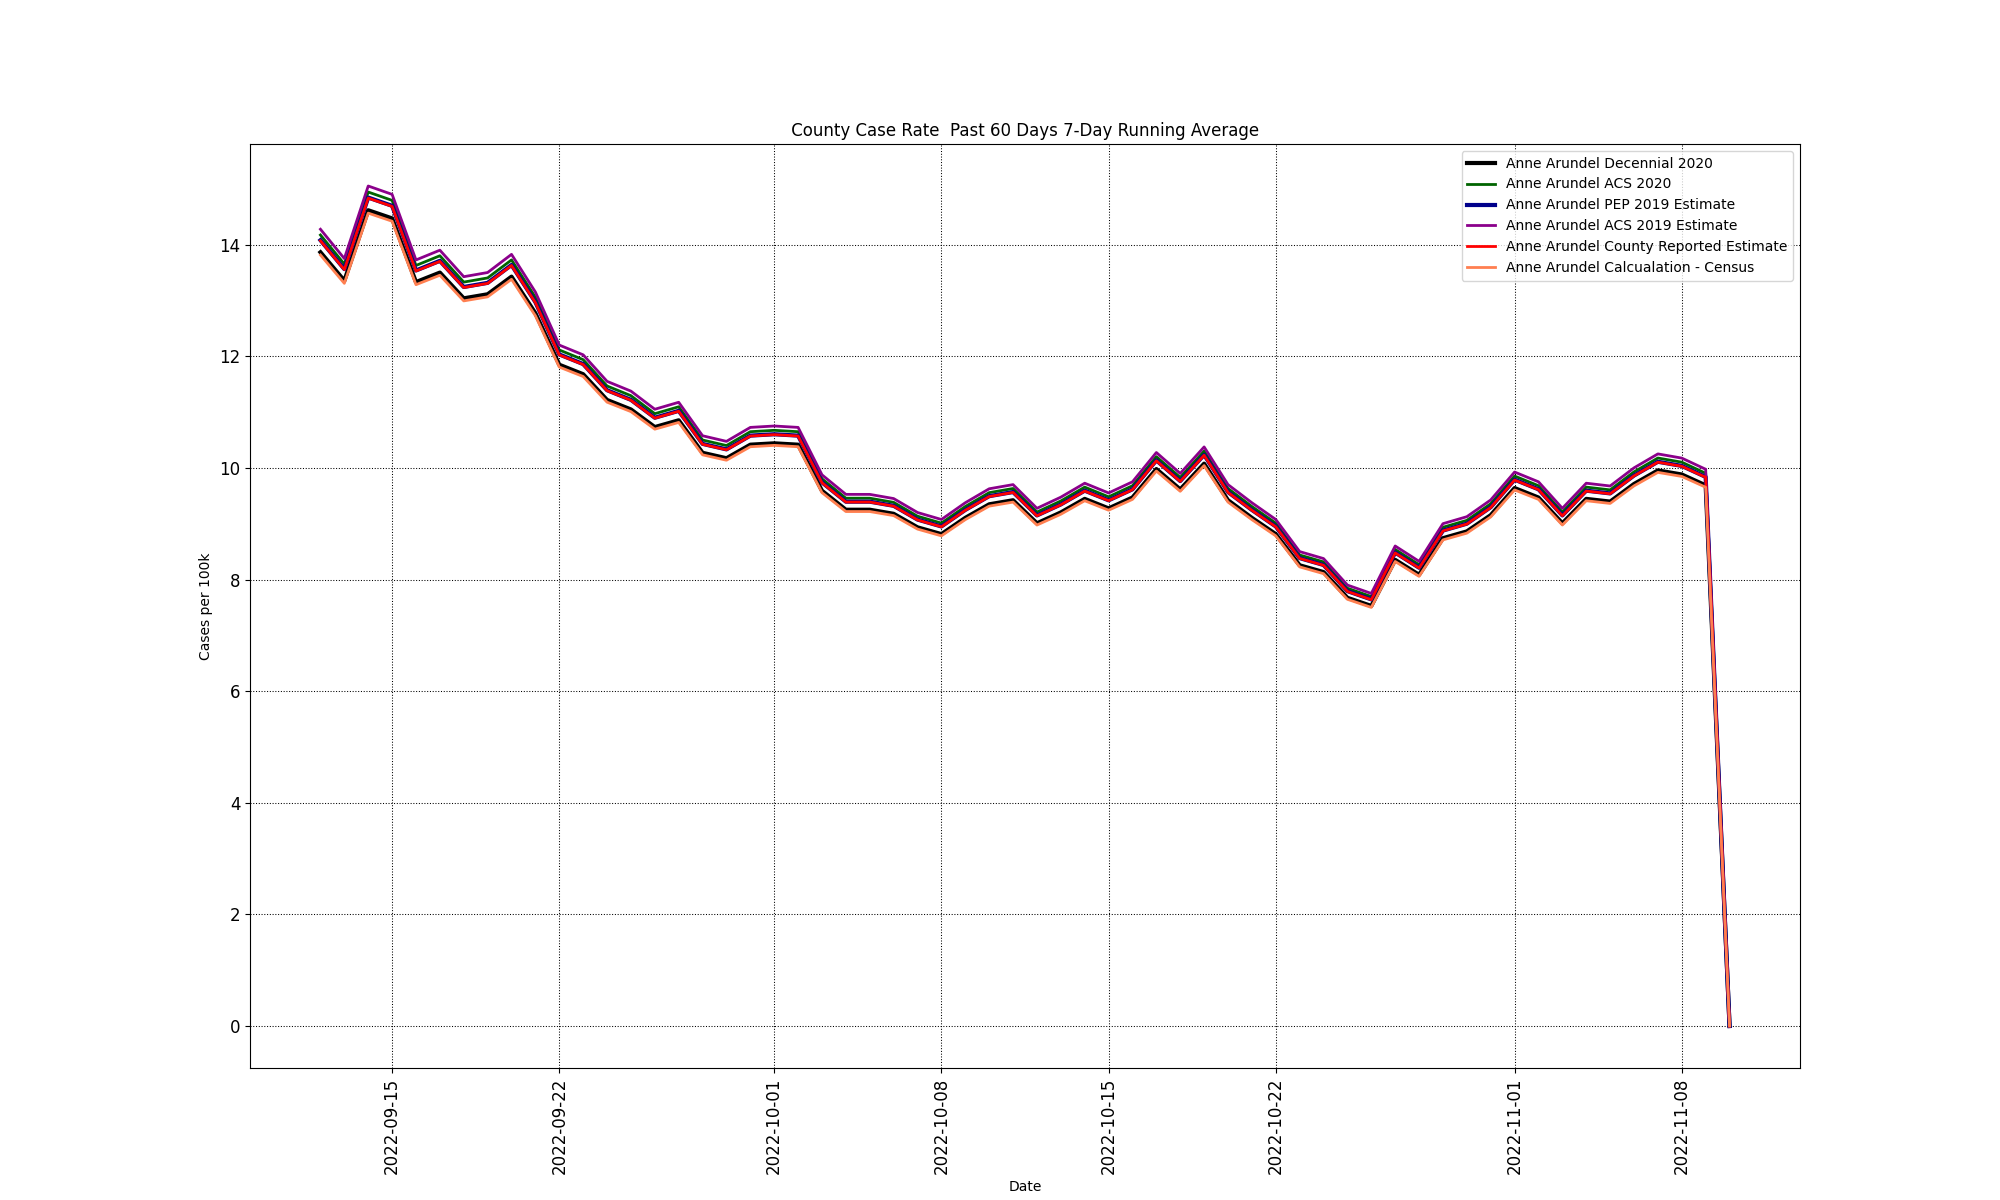 County Case Rate  Past 60 Days 7-Day Running Average
Anne Arundel Decennial 2020
Anne Arundel ACS 2020
Anne Arundel PEP 2019 Estimate
Anne Arundel ACS 2019 Estimate
Anne Arundel County Reported Estimate
Anne Arundel Calcualation - Census
Cases per 100k
14
12
10
8
6
4
2
0
2022-09-15
2022-09-22
2022-10-01
2022-10-08
2022-10-15
2022-10-22
2022-11-01
2022-11-08
Date